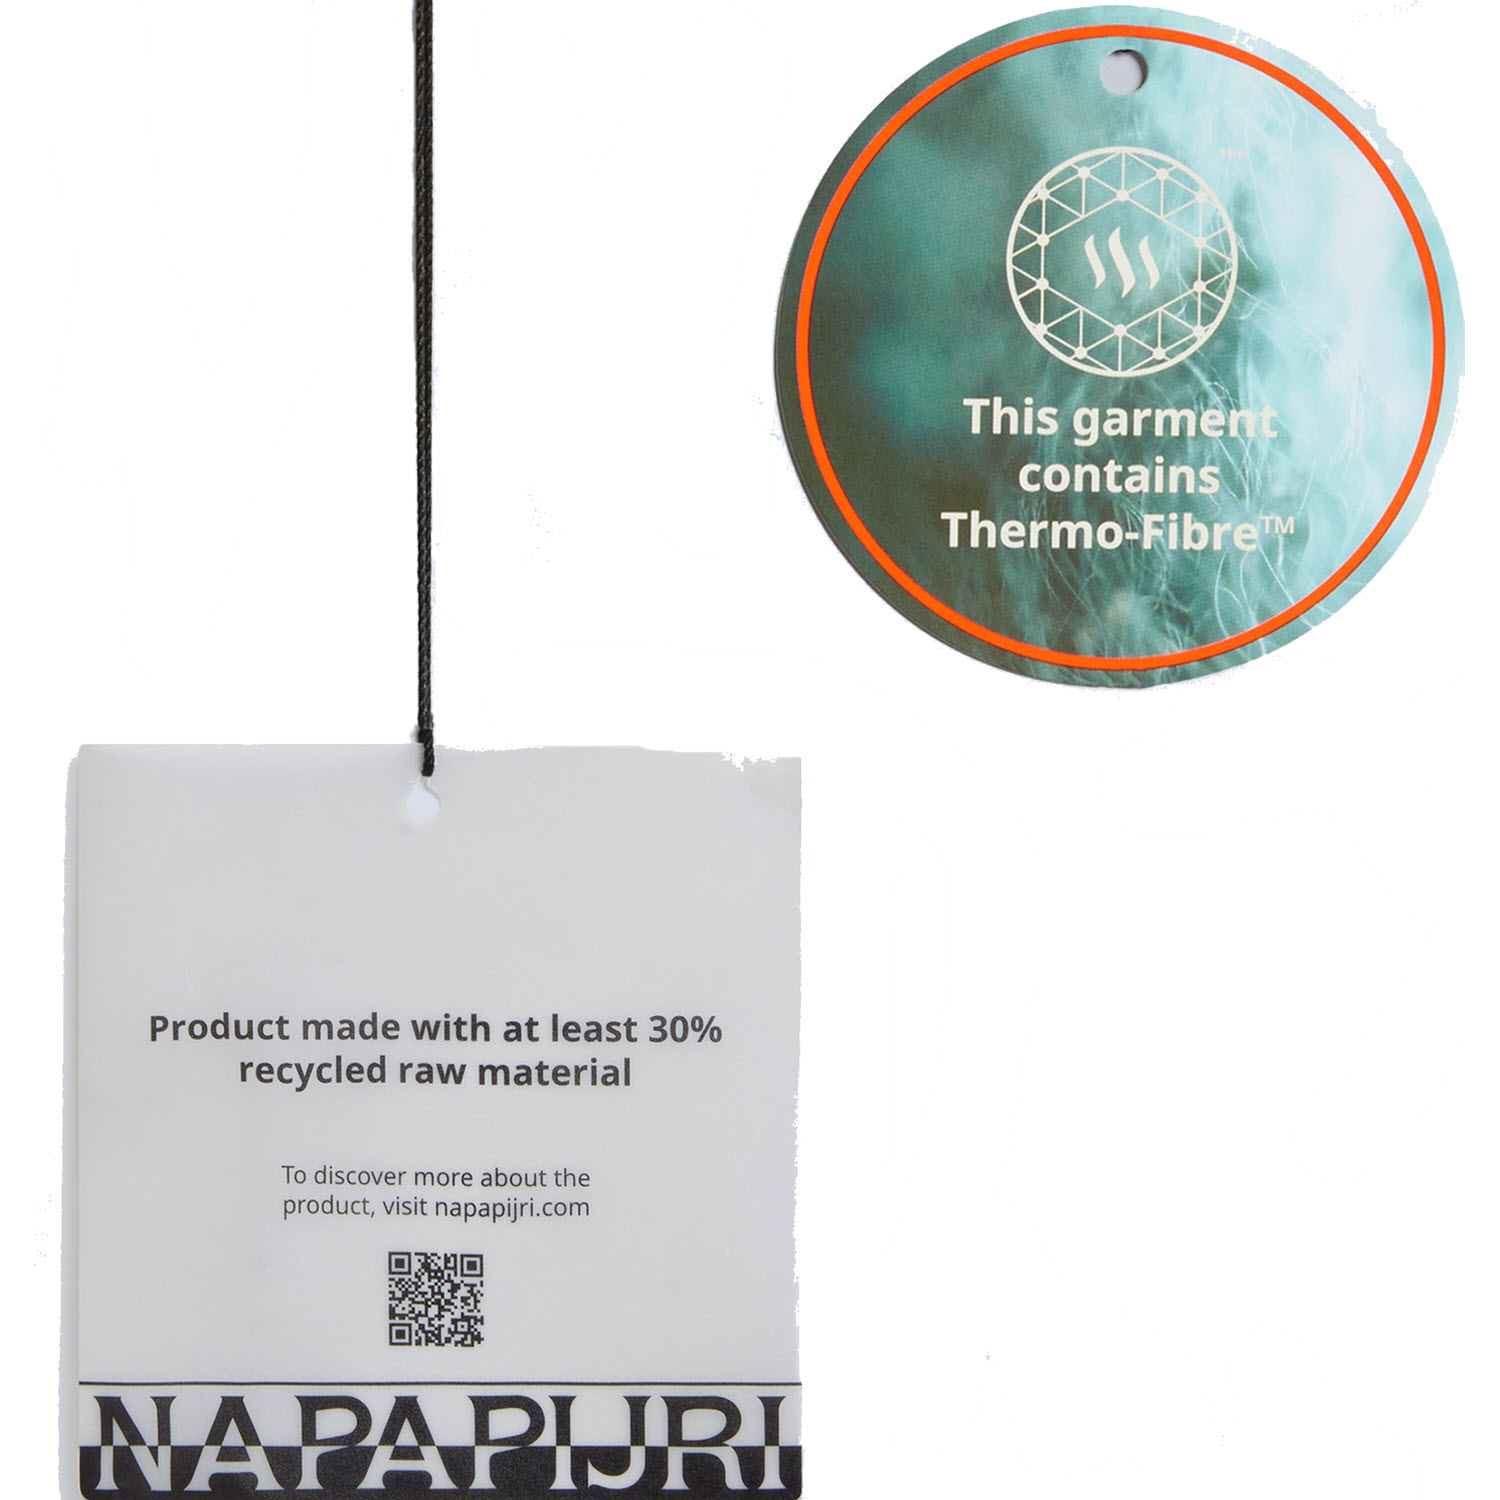 ™
This garment
contains
Thermo-Fibre™
Product made with at least 30%
recycled raw material
To discover more about the
product, visit napapijri.com
NAPAPIJRI